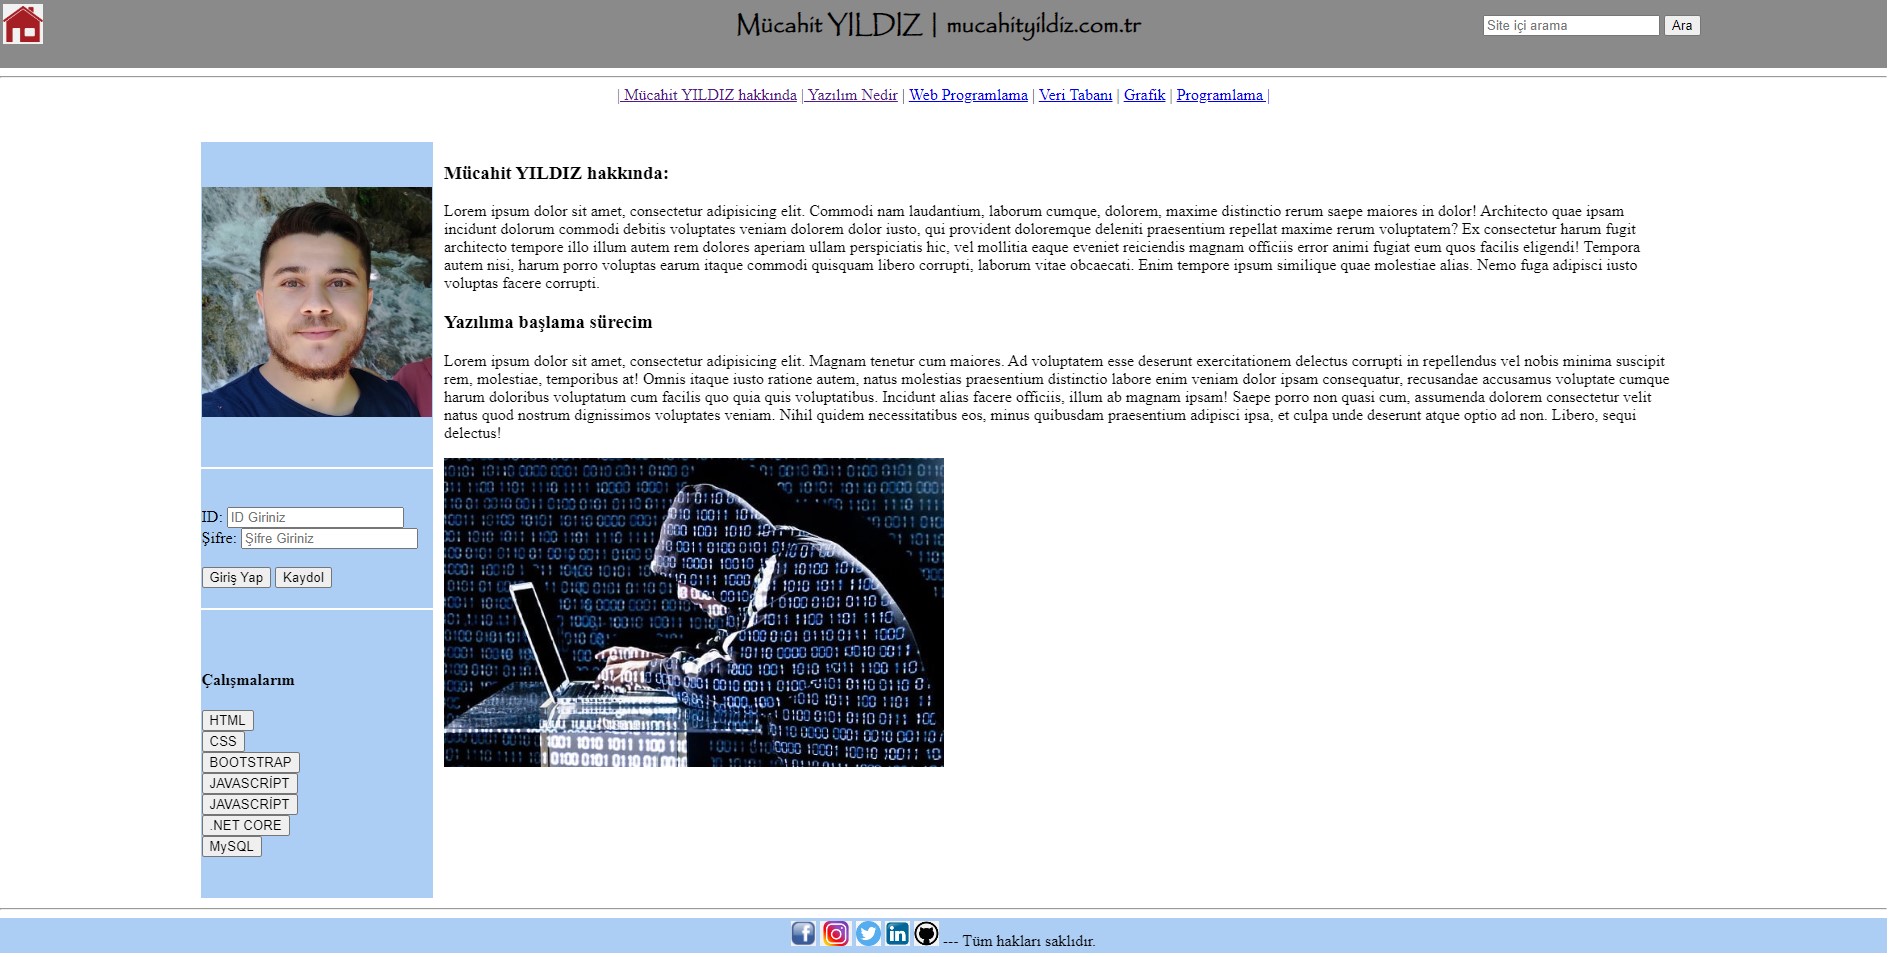 Mücahit YILDIZ | mucahityildiz.com.tr
Site içi arama Ara
| Mücahit YILDIZ hakkında | Yazılım Nedir | Web Programlama | Veri Tabanı | Grafik | Programlama |
Mücahit YILDIZ hakkında:
Lorem ipsum dolor sit amet, consectetur adipisicing elit. Commodi nam laudantium, laborum cumque, dolorem, maxime distinctio rerum saepe maiores in dolor! Architecto quae ipsam
incidunt dolorum commodi debitis voluptates veniam dolorem dolor iusto, qui provident doloremque deleniti praesentium repellat maxime rerum voluptatem? Ex consectetur harum fugit
architecto tempore illo illum autem rem dolores aperiam ullam perspiciatis hic, vel mollitia eaque eveniet reiciendis magnam officiis error animi fugiat eum quos facilis eligendi! Tempora
autem nisi, harum porro voluptas earum itaque commodi quisquam libero corrupti, laborum vitae obcaecati. Enim tempore ipsum similique quae molestiae alias. Nemo fuga adipisci iusto
voluptas facere corrupti.
Yazılıma başlama sürecim
Lorem ipsum dolor sit amet, consectetur adipisicing elit. Magnam tenetur cum maiores. Ad voluptatem esse deserunt exercitationem delectus corrupti in repellendus vel nobis minima suscipit
rem, molestiae, temporibus at! Omnis itaque iusto ratione autem, natus molestias praesentium distinctio labore enim veniam dolor ipsam consequatur, recusandae accusamus voluptate cumque
harum doloribus voluptatum cum facilis quo quia quis voluptatibus. Incidunt alias facere officiis, illum ab magnam ipsam! Saepe porro non quasi cum, assumenda dolorem consectetur velit
natus quod nostrum dignissimos voluptates veniam. Nihil quidem necessitatibus eos, minus quibusdam praesentium adipisci ipsa, et culpa unde deserunt atque optio ad non. Libero, sequi
delectus!
ID: ID Giriniz
Şifre: Şifre Giriniz
Giriş Yap Kaydol
Çalışmalarım
HTML
CSS
BOOTSTRAP
JAVASCRİPT
JAVASCRİPT
.NET CORE
MySQL
--- Tüm hakları saklıdır.